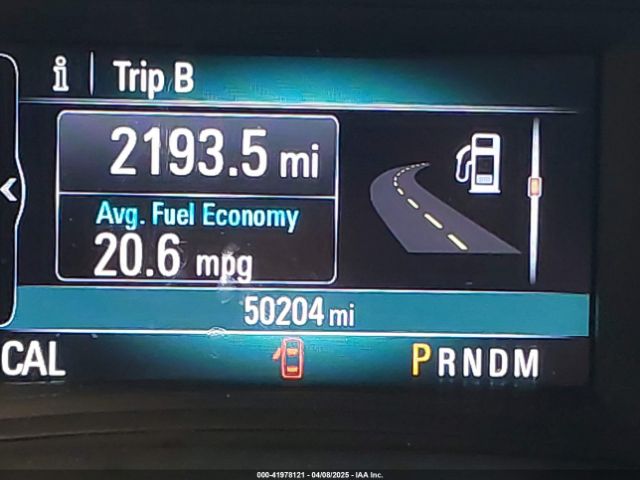 i | Trip B
2193.5 mi
Avg. Fuel Economy
20.6 mpg
50204 mi
CAL
PRNDM
000-41978121 - 04/08/2025 - IAA Inc.